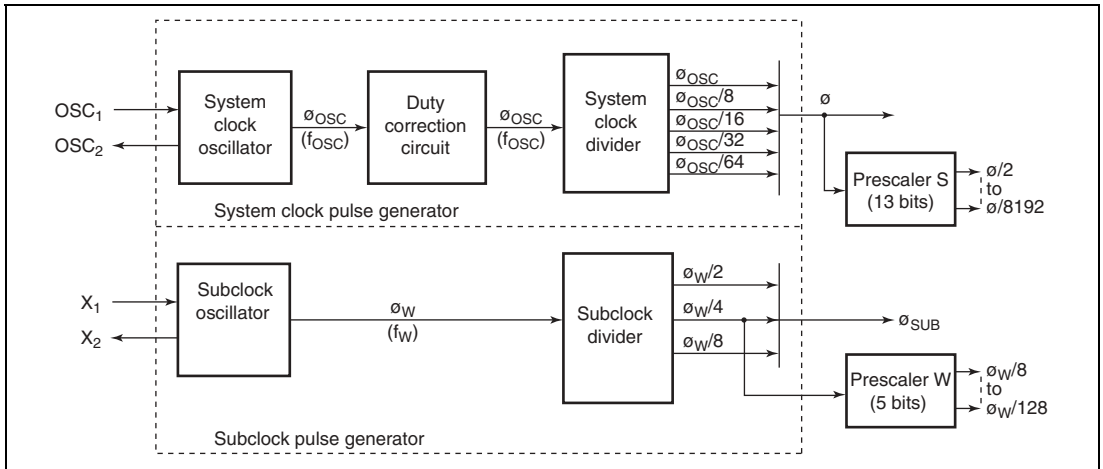 OSC1
OSC2
System
clock
oscillator
øOSC
(fOSC)
Duty
correction
circuit
øOSC
(fOSC)
System
clock
divider
øOSC
øOSC/8
øOSC/16
øOSC/32
øOSC/64
ø
Prescaler S
(13 bits)
ø/2
to
ø/8192
System clock pulse generator
X1
X2
Subclock
oscillator
øW
(fW)
Subclock
divider
øW/2
øW/4
øW/8
øSUB
Prescaler W
(5 bits)
øW/8
to
øW/128
Subclock pulse generator